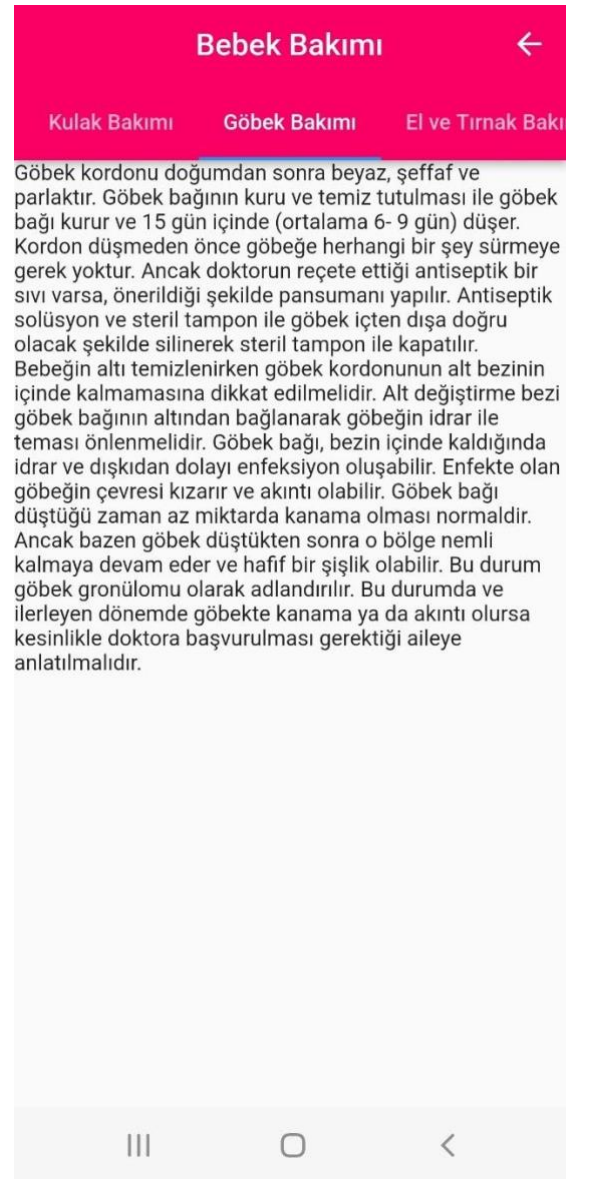 Bebek Bakımı
Kulak Bakımı Göbek Bakımı El ve Tırnak Bakı
Göbek kordonu doğumdan sonra beyaz, şeffaf ve
parlaktır. Göbek bağının kuru ve temiz tutulması ile göbek
bağı kurur ve 15 gün içinde (ortalama 6- 9 gün) düşer.
Kordon düşmeden önce göbeğe herhangi bir şey sürmeye
gerek yoktur. Ancak doktorun reçete ettiği antiseptik bir
sıvı varsa, önerildiği şekilde pansumanı yapılır. Antiseptik
solüsyon ve steril tampon ile göbek içten dışa doğru
olacak şekilde silinerek steril tampon ile kapatılır.
Bebeğin altı temizlenirken göbek kordonunun alt bezinin
içinde kalmamasına dikkat edilmelidir. Alt değiştirme bezi
göbek bağının altından bağlanarak göbeğin idrar ile
teması önlenmelidir. Göbek bağı, bezin içinde kaldığında
idrar ve dışkıdan dolayı enfeksiyon oluşabilir. Enfekte olan
göbeğin çevresi kızarır ve akıntı olabilir. Göbek bağı
düştüğü zaman az miktarda kanama olması normaldir.
Ancak bazen göbek düştükten sonra o bölge nemli
kalmaya devam eder ve hafif bir şişlik olabilir. Bu durum
göbek gronülomu olarak adlandırılır. Bu durumda ve
ilerleyen dönemde göbekte kanama ya da akıntı olursa
kesinlikle doktora başvurulması gerektiği aileye
anlatılmalıdır.